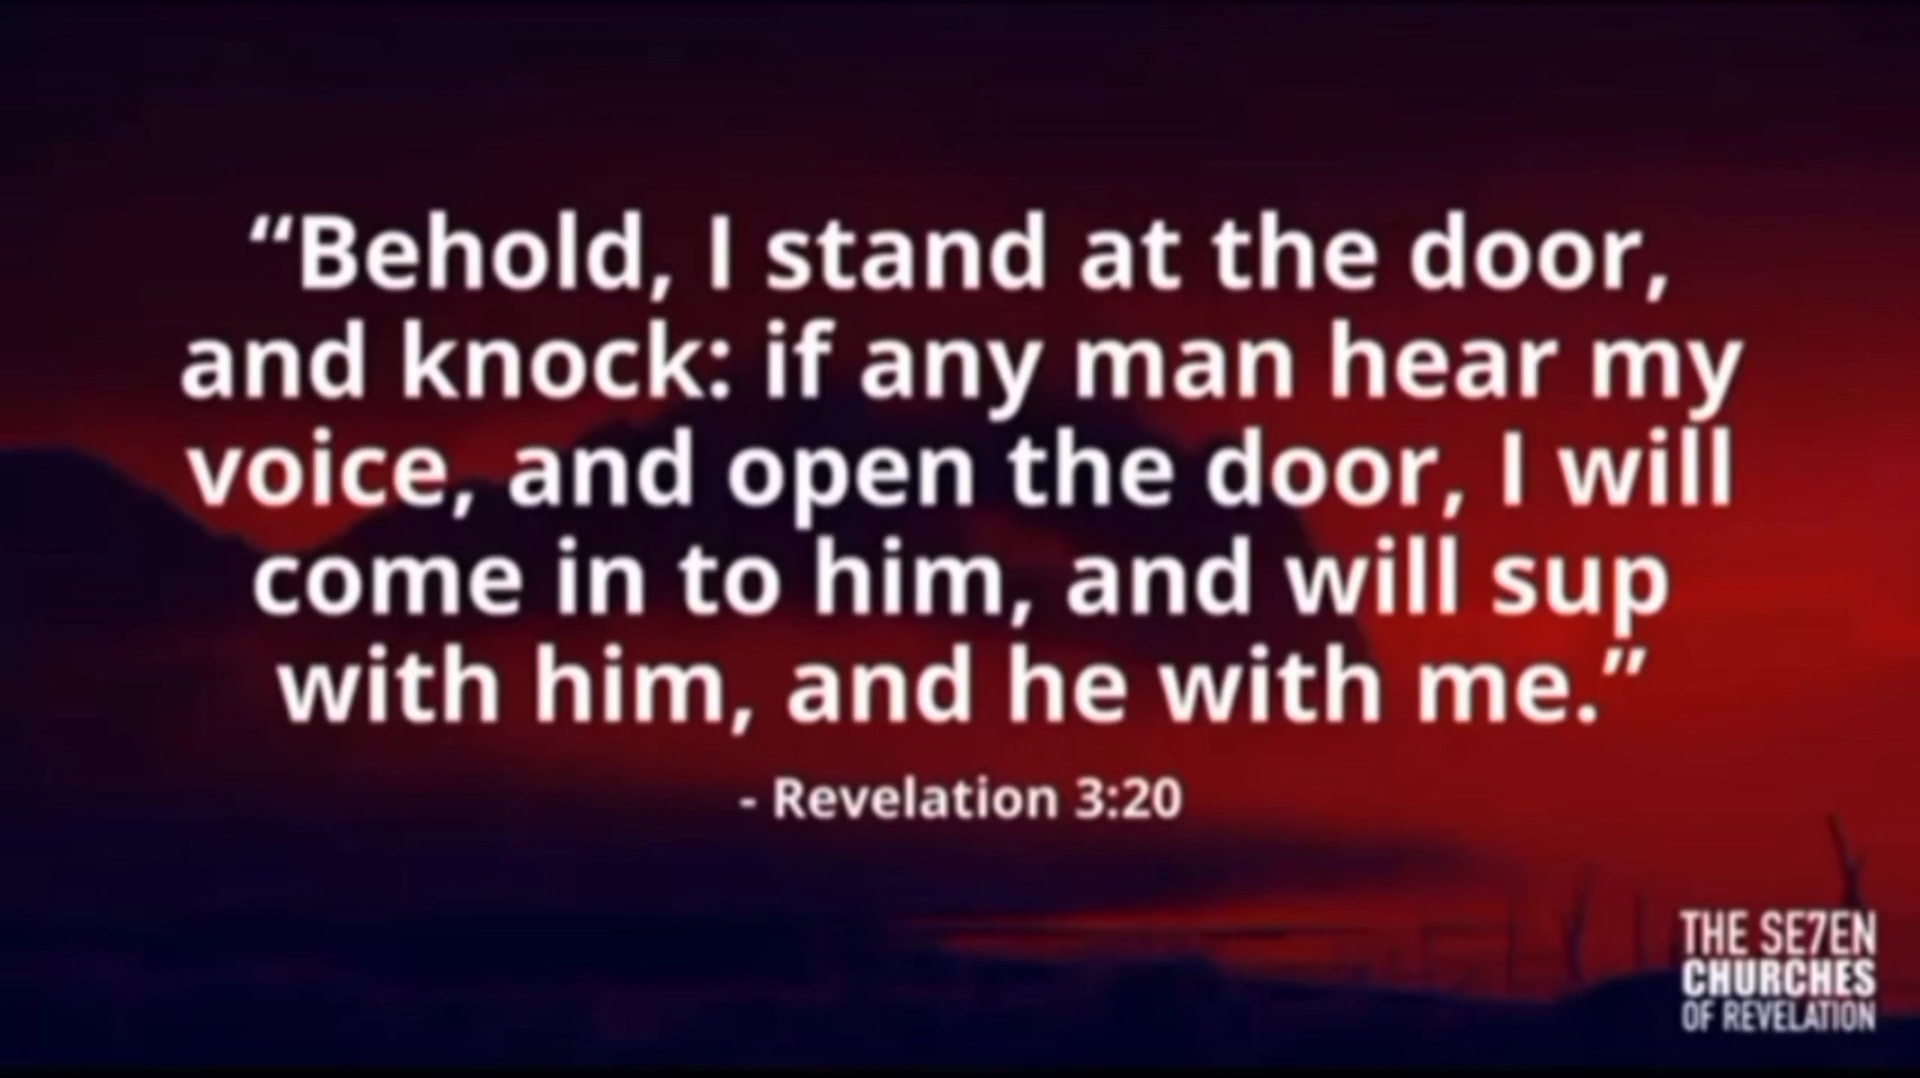 “Behold, I stand at the door,
and knock: if any man hear my
voice, and open the door, I will
come in to him, and will sup
with him, and he with me.”
- Revelation 3:20
THE SE7EN
CHURCHES
OF REVELATION